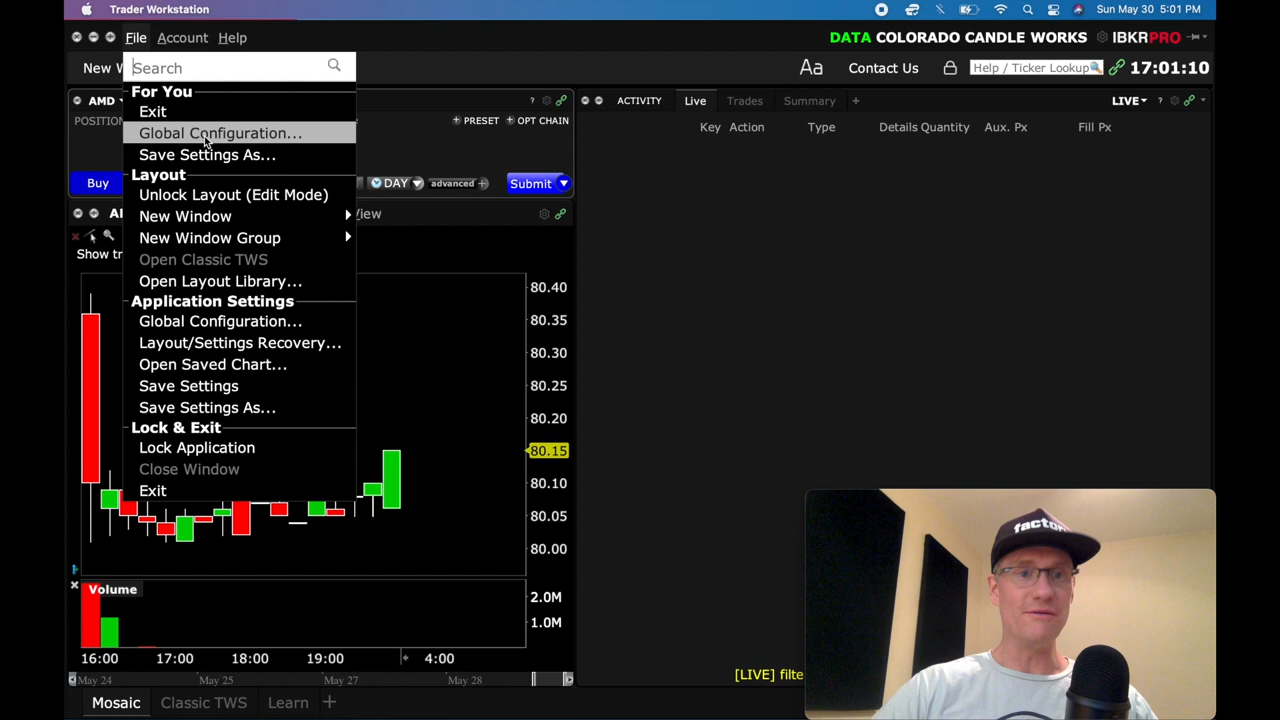 Trader Workstation
Sun May 30 5:01 PM
File Account Help
DATA COLORADO CANDLE WORKS IBKRPRO
New
Search
Aa Contact Us Help / Ticker Lookup 17:01:10
For You
Exit
Global Configuration...
Save Settings As...
Layout
Unlock Layout (Edit Mode)
New Window
New Window Group
Open Classic TWS
Open Layout Library...
Application Settings
Global Configuration...
Layout/Settings Recovery...
Open Saved Chart...
Save Settings
Save Settings As...
Lock & Exit
Lock Application
Close Window
Exit
AMD
POSITION
PRESET OPT CHAIN
Buy
DAY advanced Submit
Show
80.40
80.35
80.30
80.25
80.20
80.15
80.10
80.05
80.00
Volume
2.0M
1.0M
16:00 17:00 18:00 19:00 4:00
May 24 May 25 May 27 May 28
Mosaic Classic TWS Learn +
ACTIVITY Live Trades Summary + LIVE
Key Action Type Details Quantity Aux. Px Fill Px
[LIVE]
factor